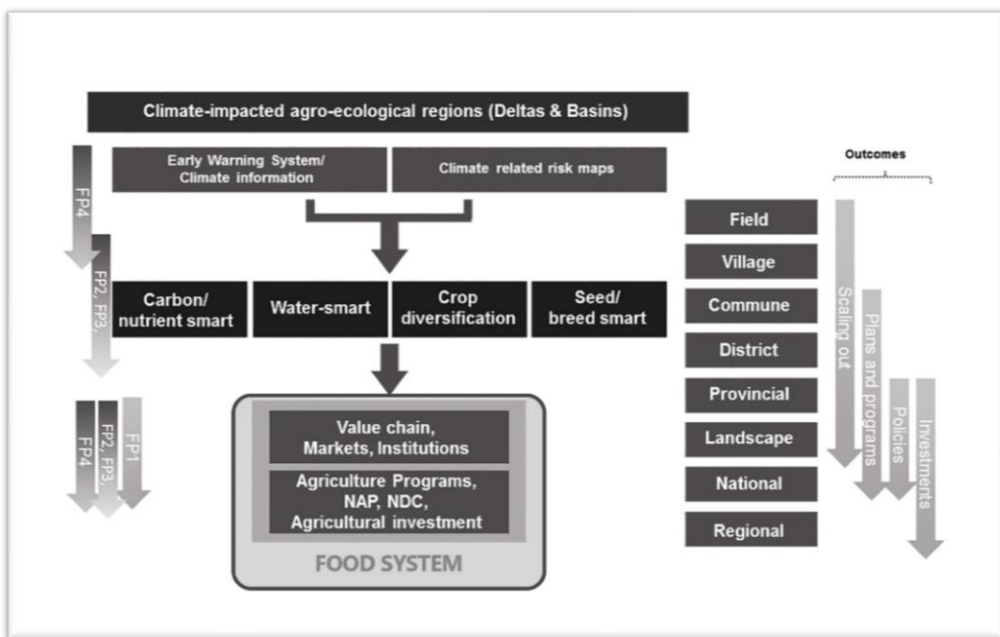 Climate-impacted agro-ecological regions (Deltas & Basins)
Early Warning System/
Climate information
Climate related risk maps
FP4
FP2, FP3,
Carbon/
nutrient smart
Water-smart
Crop
diversification
Seed/
breed smart
FP4
FP2, FP3,
FP1
Value chain,
Markets, Institutions
Agriculture Programs,
NAP, NDC,
Agricultural investment
FOOD SYSTEM
Field
Village
Commune
District
Provincial
Landscape
National
Regional
Outcomes
Scaling out
Plans and programs
Policies
Investments